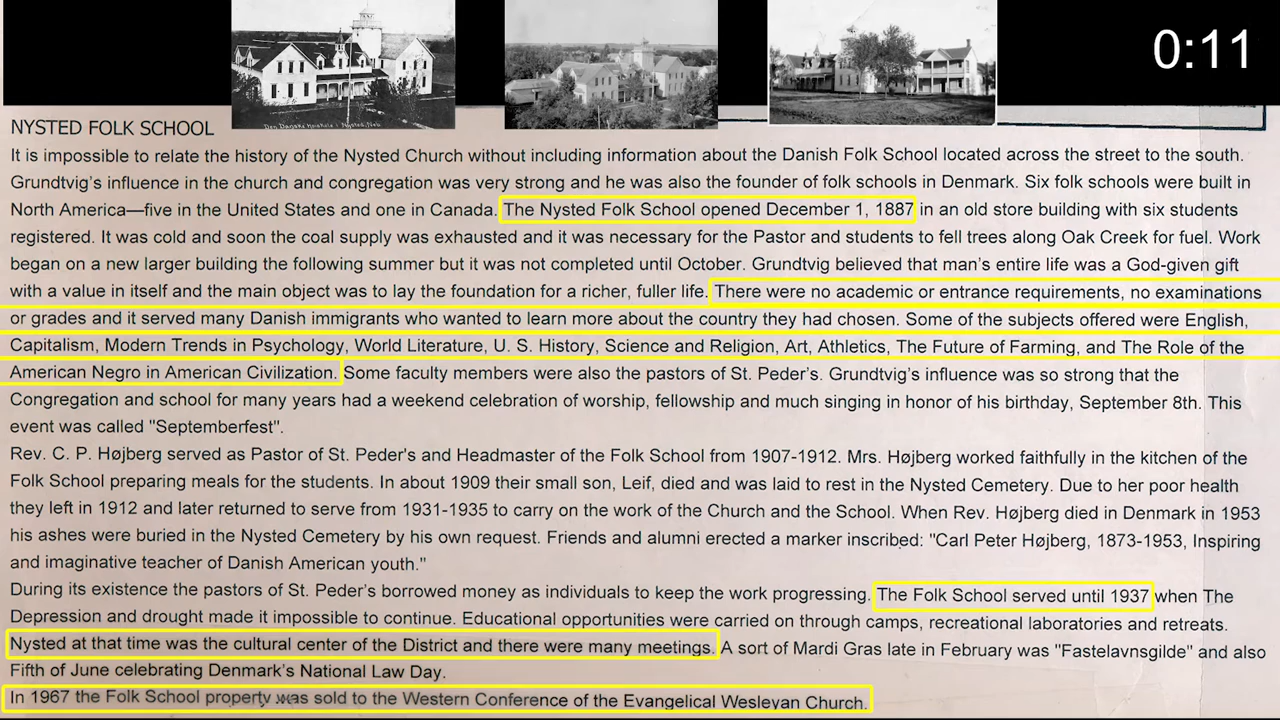 0:11
Den Danske Højskole i Nysted, Neb.
NYSTED FOLK SCHOOL
It is impossible to relate the history of the Nysted Church without including information about the Danish Folk School located across the street to the south.
Grundtvig's influence in the church and congregation was very strong and he was also the founder of folk schools in Denmark. Six folk schools were built in
North America—five in the United States and one in Canada. The Nysted Folk School opened December 1, 1887 in an old store building with six students
registered. It was cold and soon the coal supply was exhausted and it was necessary for the Pastor and students to fell trees along Oak Creek for fuel. Work
began on a new larger building the following summer but it was not completed until October. Grundtvig believed that man's entire life was a God-given gift
with a value in itself and the main object was to lay the foundation for a richer, fuller life. There were no academic or entrance requirements, no examinations
or grades and it served many Danish immigrants who wanted to learn more about the country they had chosen. Some of the subjects offered were English,
Capitalism, Modern Trends in Psychology, World Literature, U. S. History, Science and Religion, Art, Athletics, The Future of Farming, and The Role of the
American Negro in American Civilization. Some faculty members were also the pastors of St. Peder's. Grundtvig's influence was so strong that the
Congregation and school for many years had a weekend celebration of worship, fellowship and much singing in honor of his birthday, September 8th. This
event was called "Septemberfest".
Rev. C. P. Højberg served as Pastor of St. Peder's and Headmaster of the Folk School from 1907-1912. Mrs. Højberg worked faithfully in the kitchen of the
Folk School preparing meals for the students. In about 1909 their small son, Leif, died and was laid to rest in the Nysted Cemetery. Due to her poor health
they left in 1912 and later returned to serve from 1931-1935 to carry on the work of the Church and the School. When Rev. Højberg died in Denmark in 1953
his ashes were buried in the Nysted Cemetery by his own request. Friends and alumni erected a marker inscribed: "Carl Peter Højberg, 1873-1953, Inspiring
and imaginative teacher of Danish American youth."
During its existence the pastors of St. Peder's borrowed money as individuals to keep the work progressing. The Folk School served until 1937 when The
Depression and drought made it impossible to continue. Educational opportunities were carried on through camps, recreational laboratories and retreats.
Nysted at that time was the cultural center of the District and there were many meetings. A sort of Mardi Gras late in February was "Fastelavnsgilde" and also
Fifth of June celebrating Denmark's National Law Day.
In 1967 the Folk School property was sold to the Western Conference of the Evangelical Wesleyan Church.